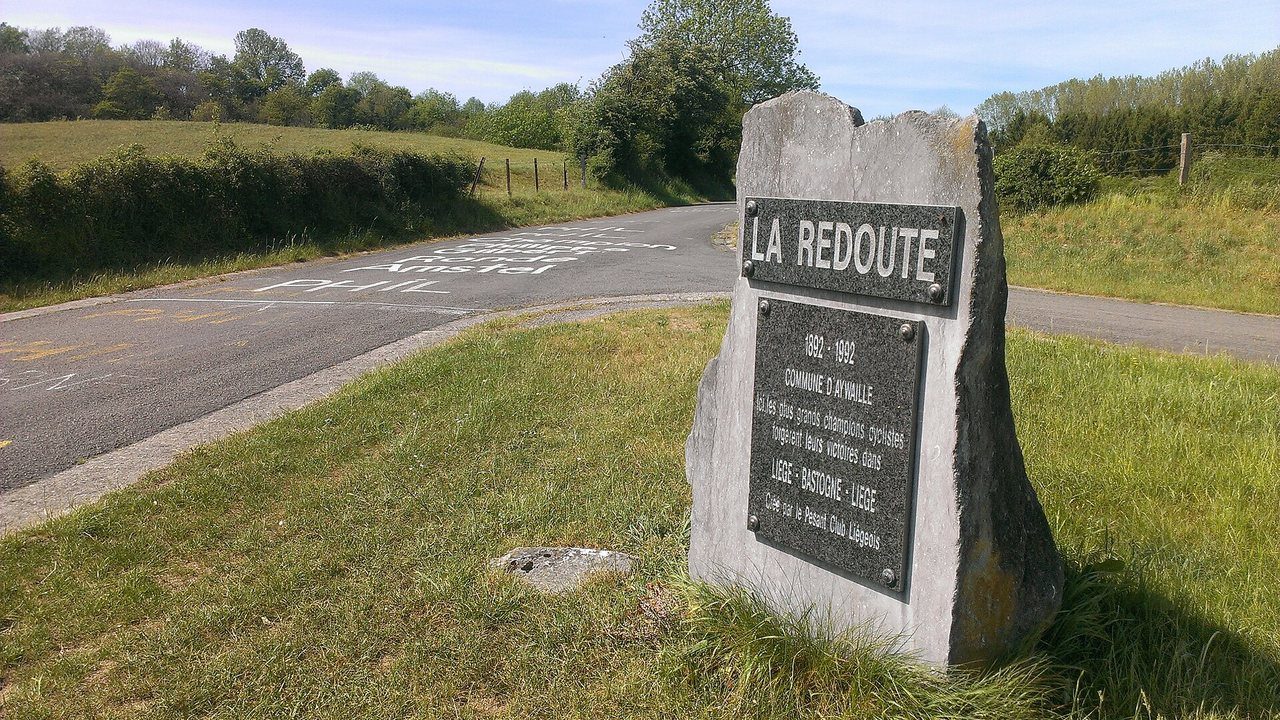 LA REDOUTE
1892 - 1992
COMMUNE D'AYWAILLE
Ici les plus grands champions cyclistes
forgèrent leurs victoires dans
LIEGE - BASTOGNE - LIEGE
Créé par le Pesant Club Liégeois
PHIL
Amstel